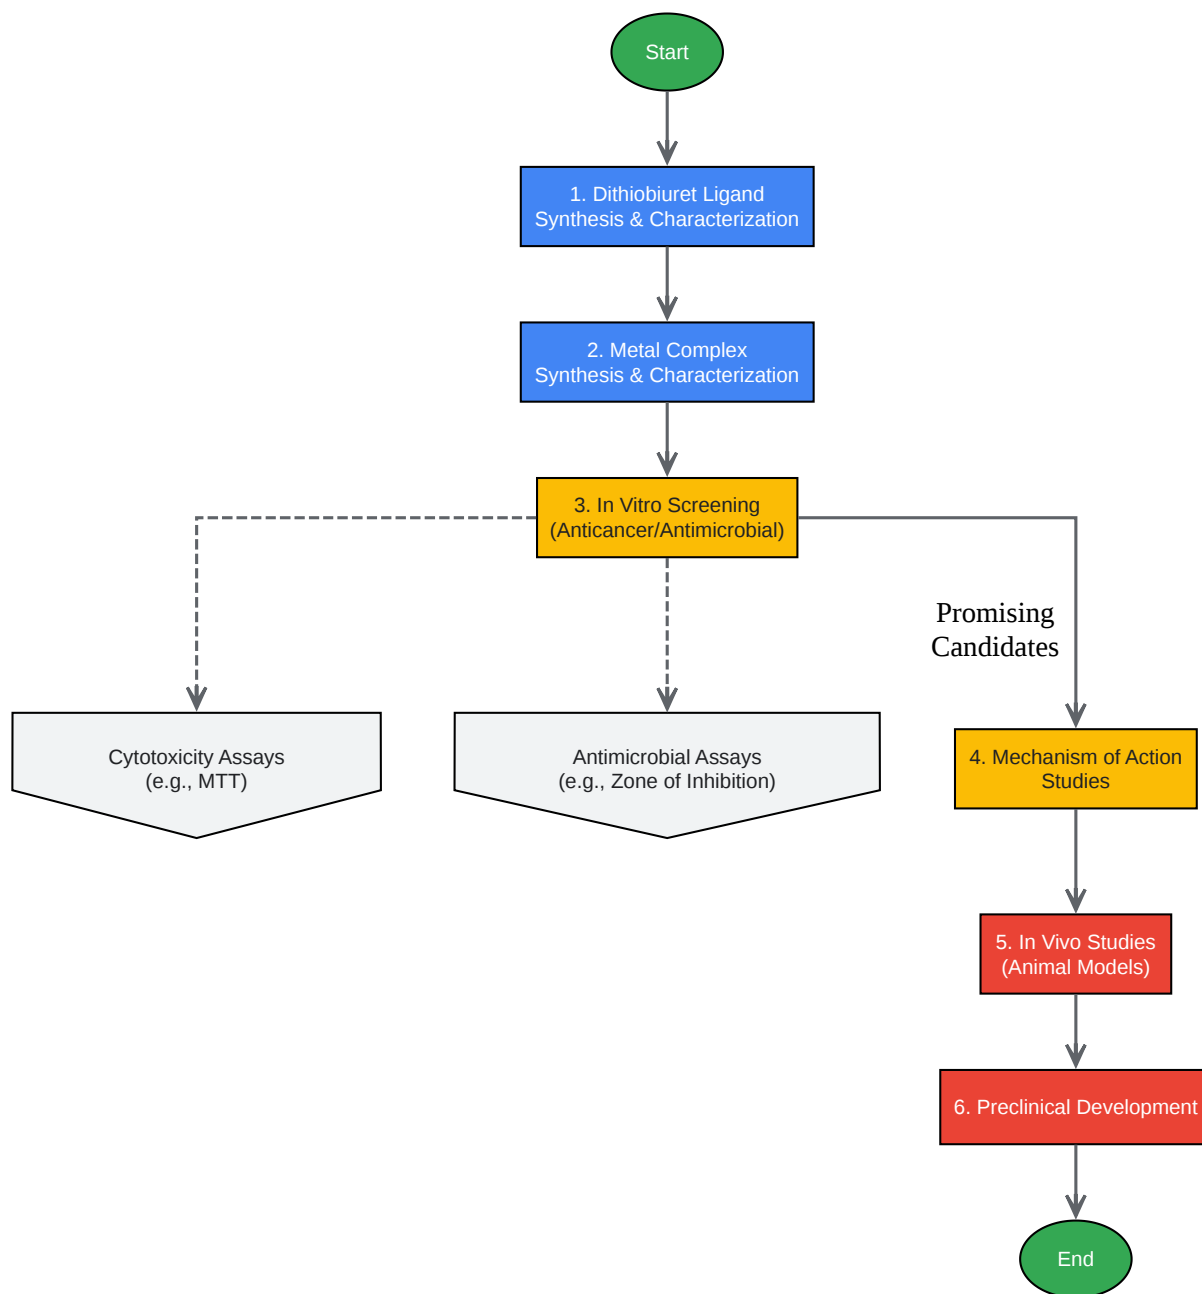 Start
1. Dithiobiuret Ligand
Synthesis & Characterization
2. Metal Complex
Synthesis & Characterization
3. In Vitro Screening
(Anticancer/Antimicrobial)
Promising
Candidates
Cytotoxicity Assays
(e.g., MTT)
Antimicrobial Assays
(e.g., Zone of Inhibition)
4. Mechanism of Action
Studies
5. In Vivo Studies
(Animal Models)
6. Preclinical Development
End